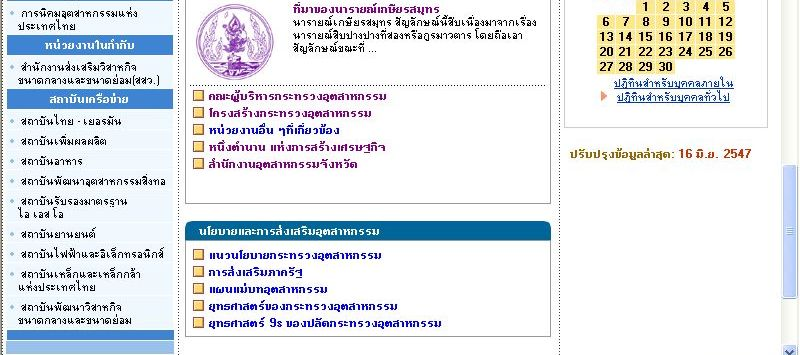 การนิคมอุตสาหกรรมแห่ง
ประเทศไทย
หน่วยงานในกำกับ
สำนักงานส่งเสริมวิสาหกิจ
ขนาดกลางและขนาดย่อม(สสว.)
สถาบันเครือข่าย
สถาบันไทย - เยอรมัน
สถาบันเพิ่มผลผลิต
สถาบันอาหาร
สถาบันพัฒนาอุตสาหกรรมสิ่งทอ
สถาบันรับรองมาตรฐาน
ไอ เอส โอ
สถาบันยานยนต์
สถาบันไฟฟ้าและอิเล็กทรอนิกส์
สถาบันเหล็กและเหล็กกล้า
แห่งประเทศไทย
สถาบันพัฒนาวิสาหกิจ
ขนาดกลางและขนาดย่อม
ที่มาของนารายณ์เกษียรสมุทร
นารายณ์เกษียรสมุทร สัญลักษณ์นี้สืบเนื่องมาจากเรื่อง
นารายณ์สิบปางปางที่สองหรือกูรมาวตาร โดยถือเอา
สัญลักษณ์ขณะที่ ...
คณะผู้บริหารกระทรวงอุตสาหกรรม
โครงสร้างกระทรวงอุตสาหกรรม
หน่วยงานอื่น ๆที่เกี่ยวข้อง
หนึ่งตำนาน แห่งการสร้างเศรษฐกิจ
สำนักงานอุตสาหกรรมจังหวัด
นโยบายและการส่งเสริมอุตสาหกรรม
แนวนโยบายกระทรวงอุตสาหกรรม
การส่งเสริมภาครัฐ
แผนแม่บทอุตสาหกรรม
ยุทธศาสตร์ของกระทรวงอุตสาหกรรม
ยุทธศาสตร์ 9ร ของปลัดกระทรวงอุตสาหกรรม
1 2 3 4 5
6 7 8 9 10 11 12
13 14 15 16 17 18 19
20 21 22 23 24 25 26
27 28 29 30
ปฏิทินสำหรับบุคคลภายใน
ปฏิทินสำหรับบุคคลทั่วไป
ปรับปรุงข้อมูลล่าสุด: 16 มิ.ย. 2547